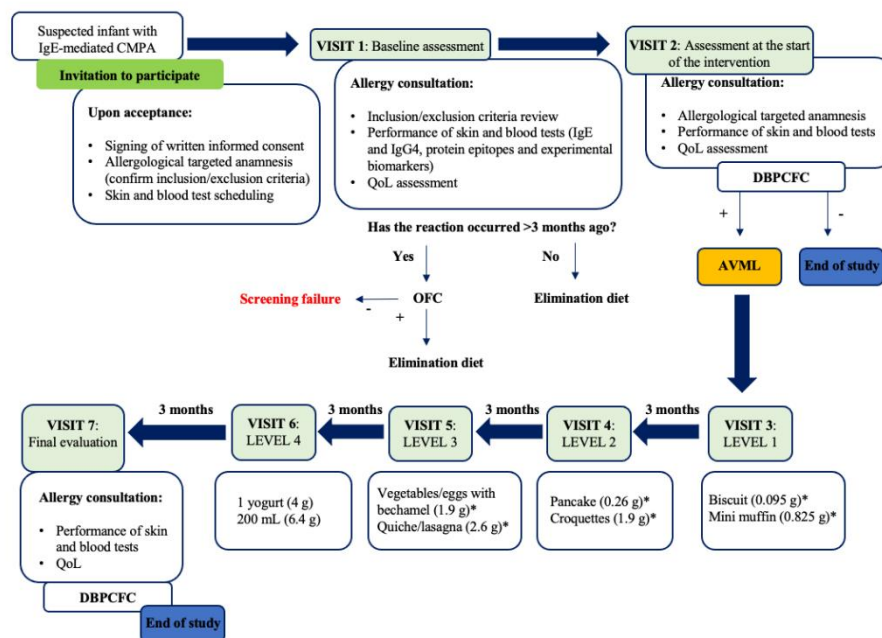 Suspected infant with
IgE-mediated CMPA
Invitation to participate
Upon acceptance:
• Signing of written informed consent
• Allergological targeted anamnesis
(confirm inclusion/exclusion criteria)
• Skin and blood test scheduling
VISIT 1: Baseline assessment
Allergy consultation:
• Inclusion/exclusion criteria review
• Performance of skin and blood tests (IgE
and IgG4, protein epitopes and experimental
biomarkers)
• QoL assessment
VISIT 2: Assessment at the start
of the intervention
Allergy consultation:
• Allergological targeted anamnesis
• Performance of skin and blood tests
• QoL assessment
DBPCFC
+
-
AVML
End of study
Has the reaction occurred >3 months ago?
Yes
No
Screening failure
-
OFC
+
Elimination diet
Elimination diet
VISIT 3:
LEVEL 1
Biscuit (0.095 g)*
Mini muffin (0.825 g)*
3 months
VISIT 4:
LEVEL 2
Pancake (0.26 g)*
Croquettes (1.9 g)*
3 months
VISIT 5:
LEVEL 3
Vegetables/eggs with
bechamel (1.9 g)*
Quiche/lasagna (2.6 g)*
3 months
VISIT 6:
LEVEL 4
1 yogurt (4 g)
200 mL (6.4 g)
3 months
VISIT 7:
Final evaluation
Allergy consultation:
• Performance of skin
and blood tests
• QoL
DBPCFC
End of study